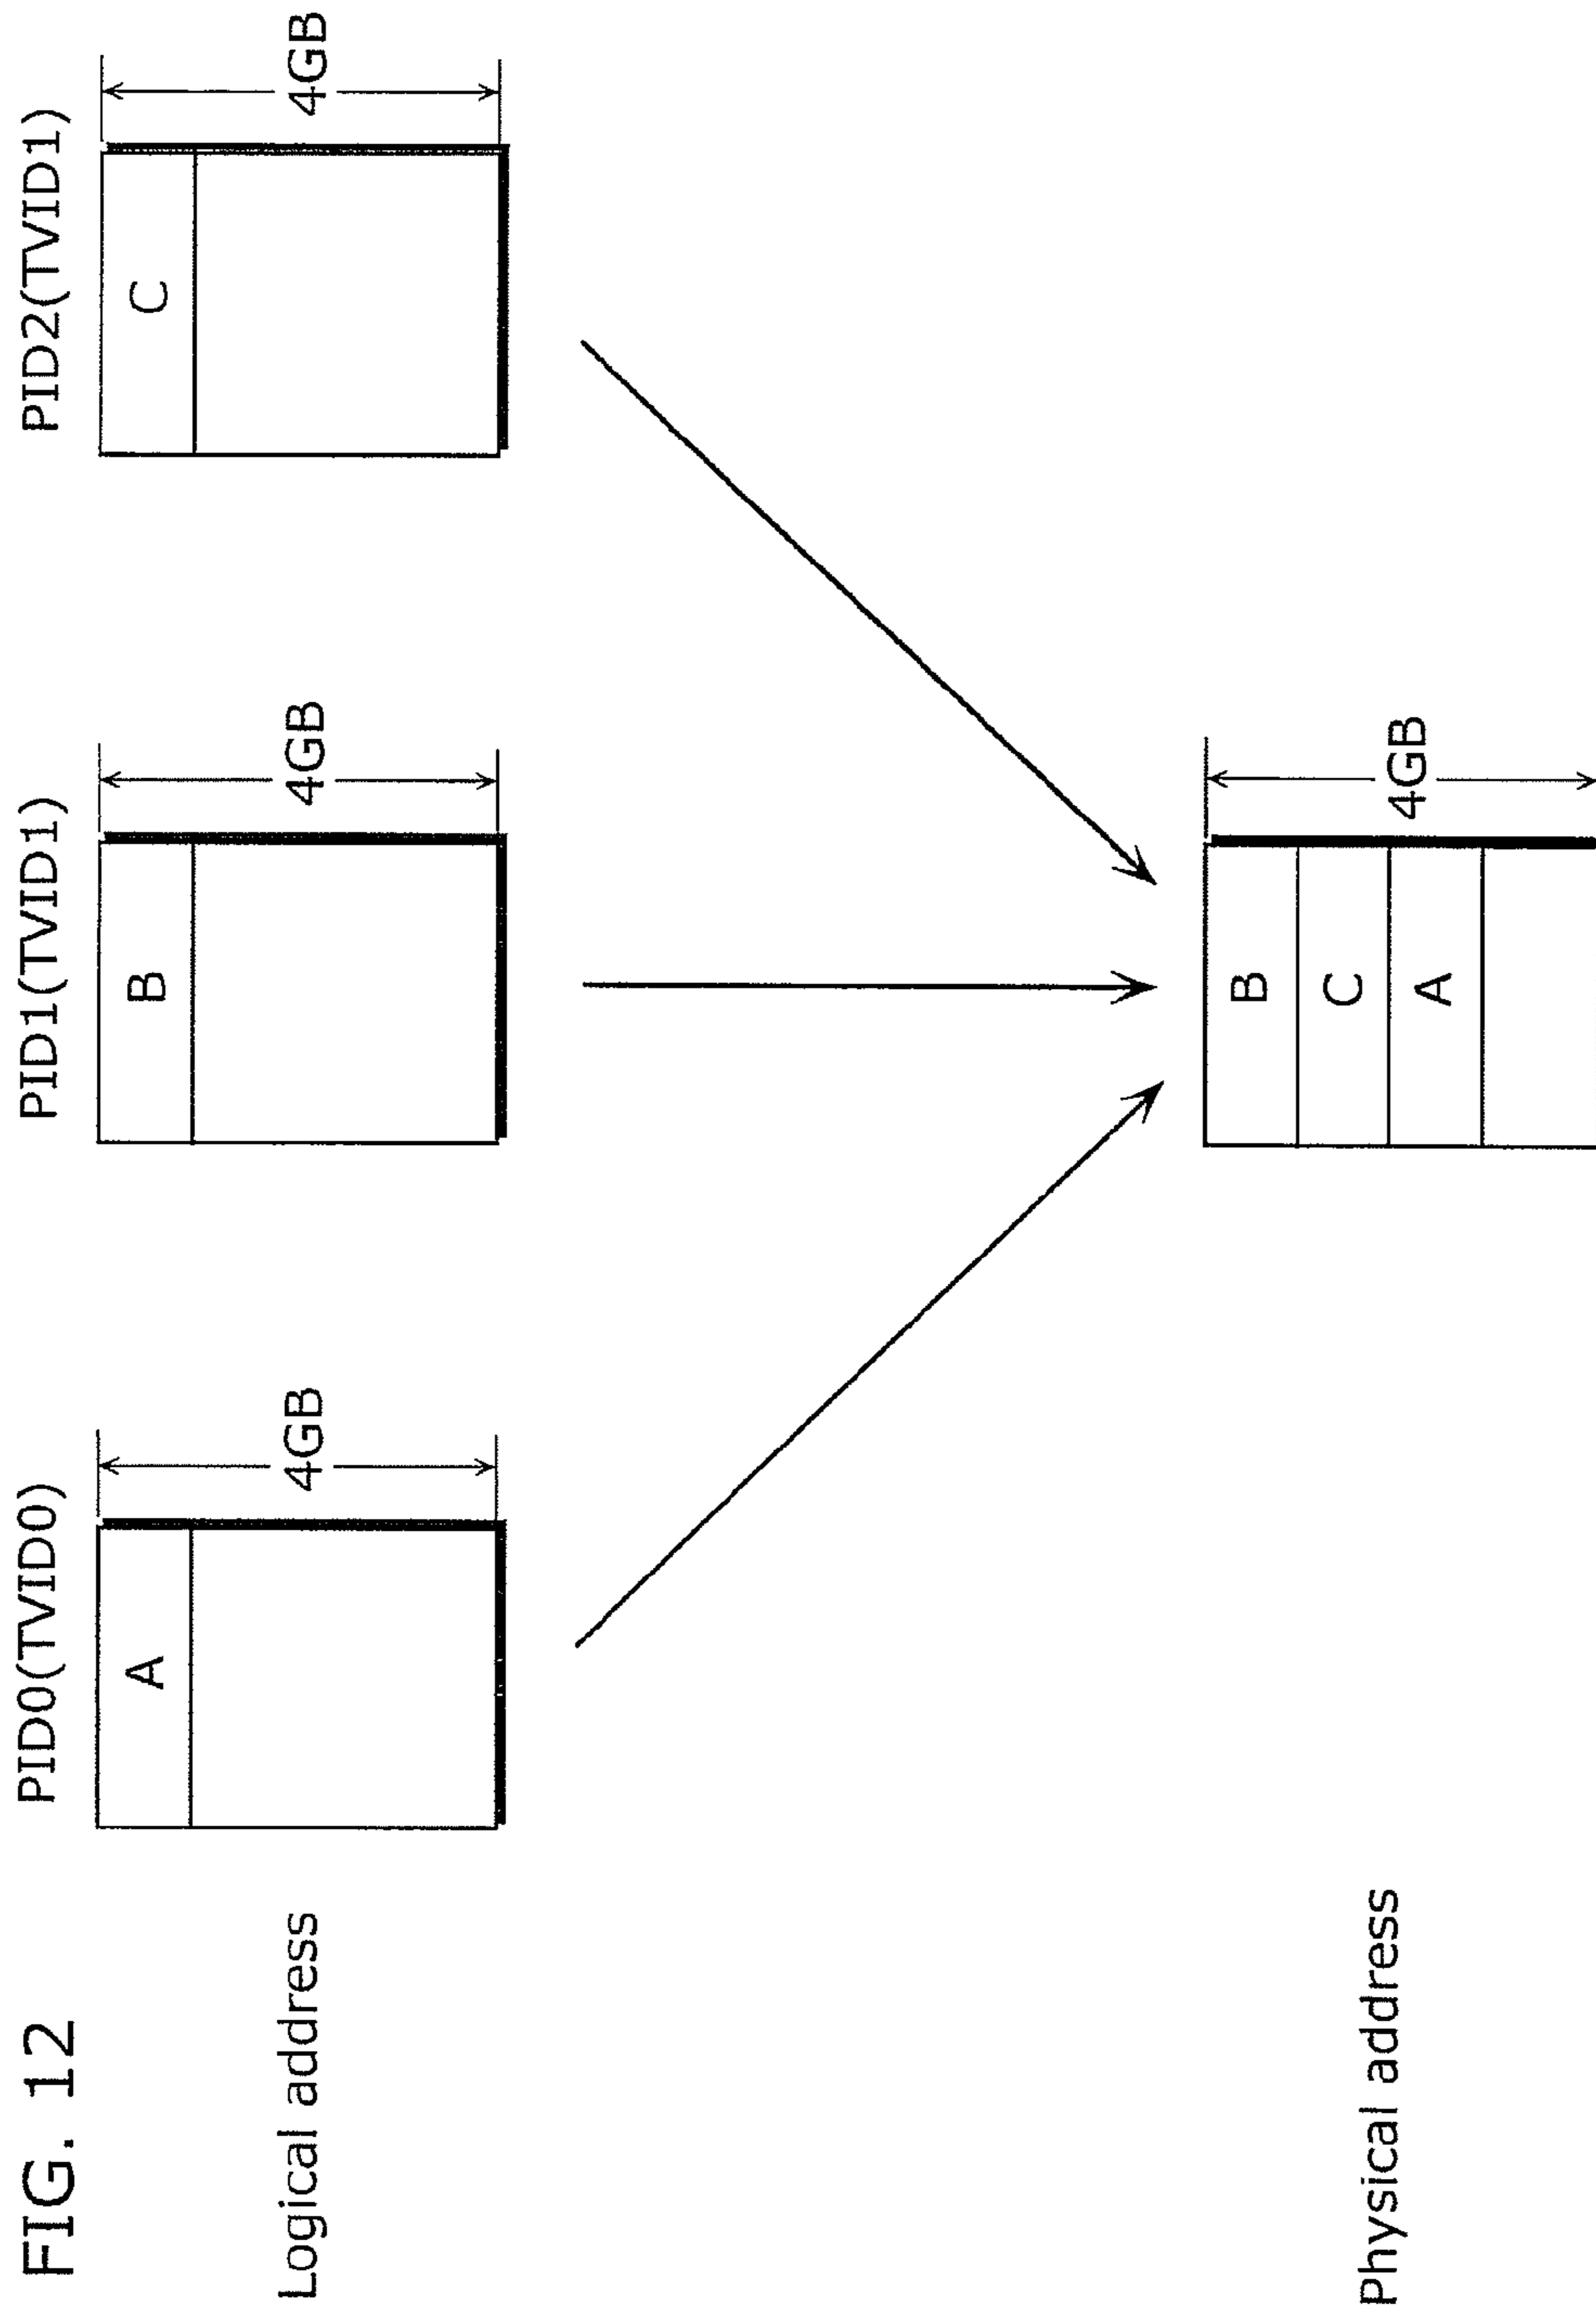 FIG. 12
PID0(TVID0)
PID1(TVID1)
PID2(TVID1)
Logical address
A
4GB
B
4GB
C
4GB
Physical address
B
C
A
4GB